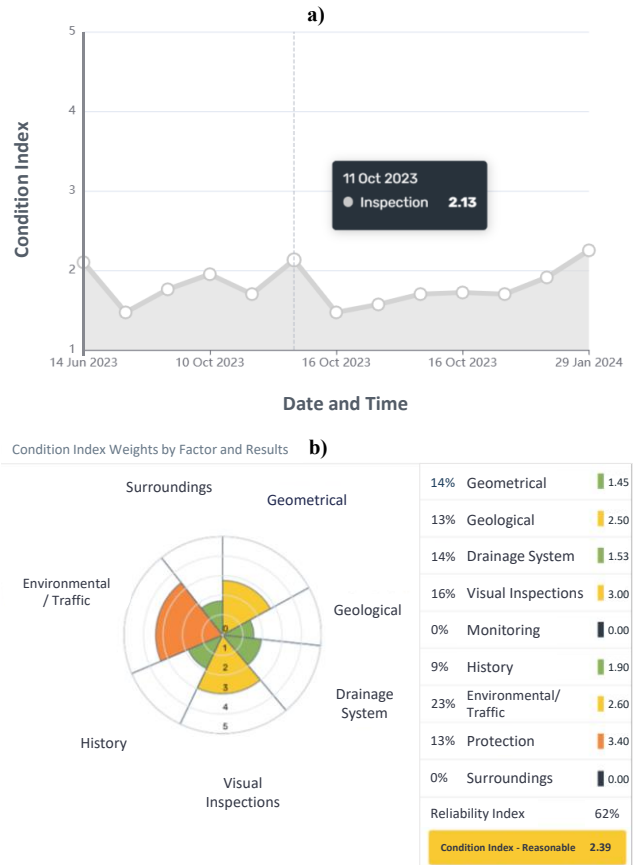 a)
5
4
3
2
1
Condition Index
11 Oct 2023
Inspection 2.13
14 Jun 2023 10 Oct 2023 16 Oct 2023 16 Oct 2023 29 Jan 2024
Date and Time
Condition Index Weights by Factor and Results b)
Surroundings
Geometrical
Environmental
/ Traffic
Geological
Drainage
System
History
Visual
Inspections
0
1
2
3
4
5
14% Geometrical 1.45
13% Geological 2.50
14% Drainage System 1.53
16% Visual Inspections 3.00
0% Monitoring 0.00
9% History 1.90
23% Environmental/
Traffic 2.60
13% Protection 3.40
0% Surroundings 0.00
Reliability Index 62%
Condition Index - Reasonable 2.39